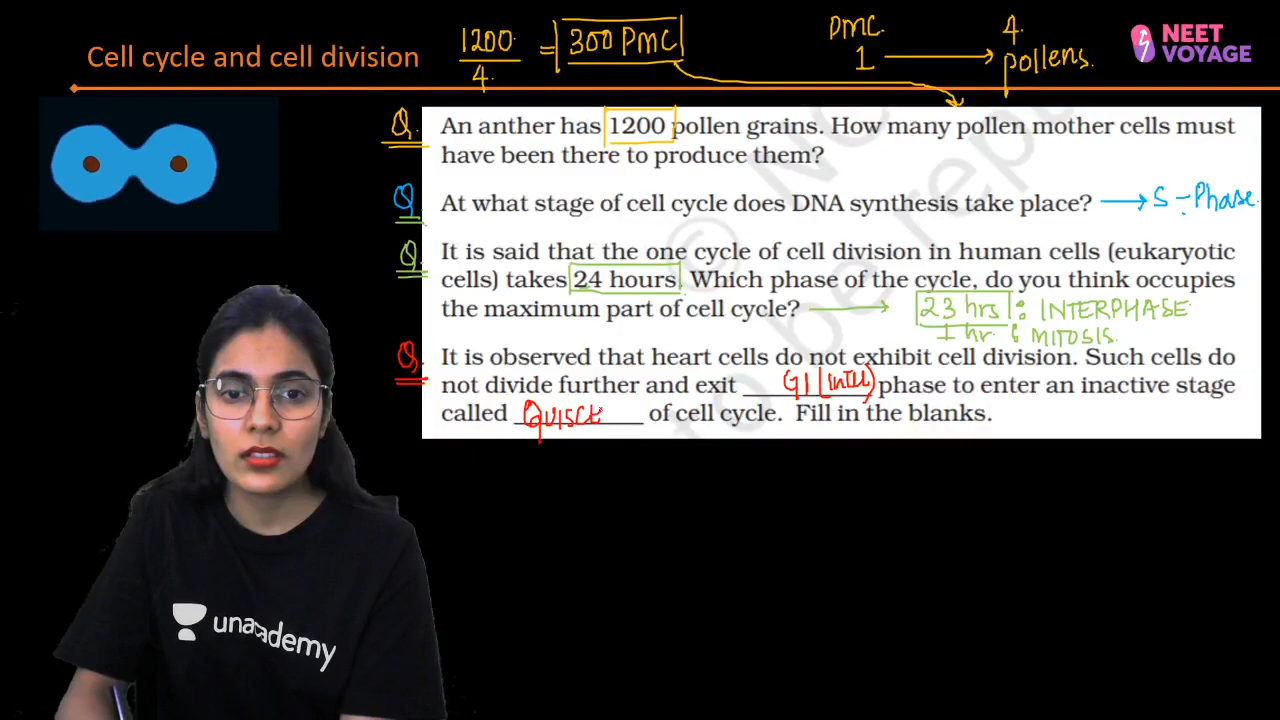 Cell cycle and cell division
1200
4.
= 300 PMC
PMC.
1
4.
pollens.
NEET
VOYAGE
Q. An anther has 1200 pollen grains. How many pollen mother cells must
have been there to produce them?
Q. At what stage of cell cycle does DNA synthesis take place? → S-Phase.
Q. It is said that the one cycle of cell division in human cells (eukaryotic
cells) takes 24 hours. Which phase of the cycle, do you think occupies
the maximum part of cell cycle? → 23 hrs : INTERPHASE
1 hr : MITOSIS.
Q. It is observed that heart cells do not exhibit cell division. Such cells do
not divide further and exit G1 phase to enter an inactive stage
called QUISCE of cell cycle. Fill in the blanks.
unacademy